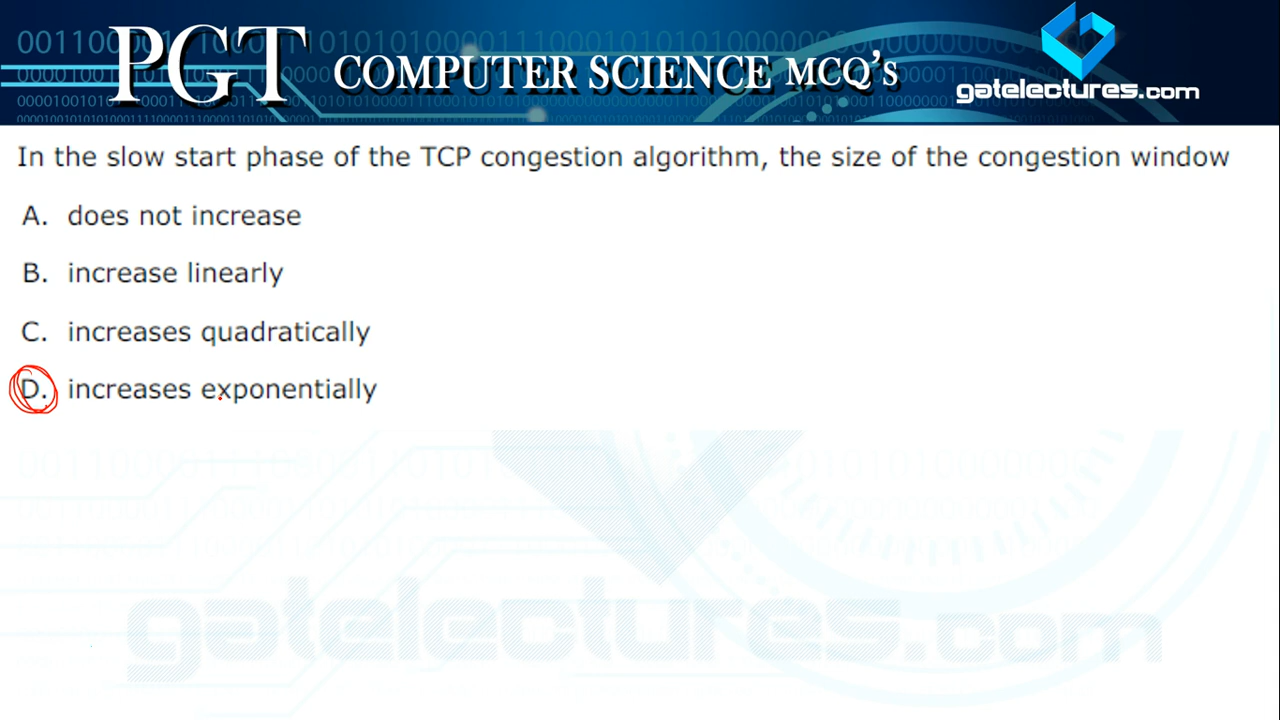 PGT COMPUTER SCIENCE MCQ's
gatelectures.com
In the slow start phase of the TCP congestion algorithm, the size of the congestion window
A. does not increase
B. increase linearly
C. increases quadratically
D. increases exponentially
gatelectures.com